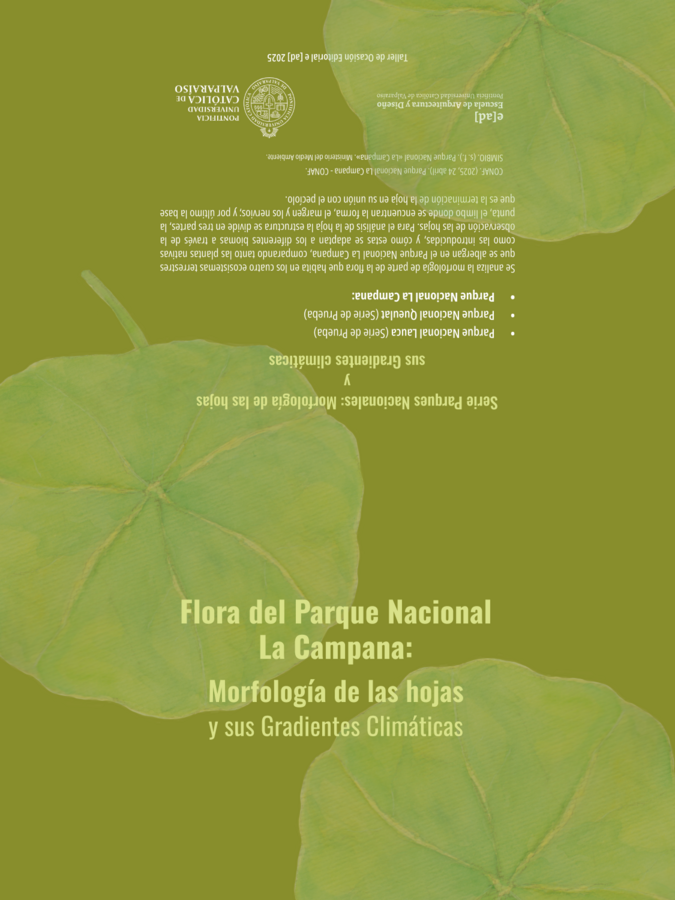 Flora del Parque Nacional
La Campana:
Morfología de las hojas
y sus Gradientes Climáticas
Serie Parques Nacionales: Morfología de las hojas
y
sus Gradientes climáticas
• Parque Nacional Lauca (Serie de Prueba)
• Parque Nacional Queulat (Serie de Prueba)
• Parque Nacional La Campana:
Se analiza la morfología de parte de la flora que habita en los cuatro ecosistemas terrestres
que se albergan en el Parque Nacional La Campana, comparando tanto las plantas nativas
como las introducidas, y cómo estas se adaptan a los diferentes biomas a través de la
observación de las hojas. Para el análisis de la hoja la estructura se divide en tres partes, la
punta, el limbo donde se encuentran la forma, el margen y los nervios; y por último la base
que es la terminación de la hoja en su unión con el pecíolo.
CONAF. (2025, 24 abril). Parque Nacional La Campana - CONAF.
SIMBIO. (s. f.). Parque Nacional «La Campana». Ministerio del Medio Ambiente.
e[ad]
Escuela de Arquitectura y Diseño
Pontificia Universidad Católica de Valparaíso
PONTIFICIA
UNIVERSIDAD
CATÓLICA DE
VALPARAÍSO
Taller de Ocasión Editorial e [ad] 2025